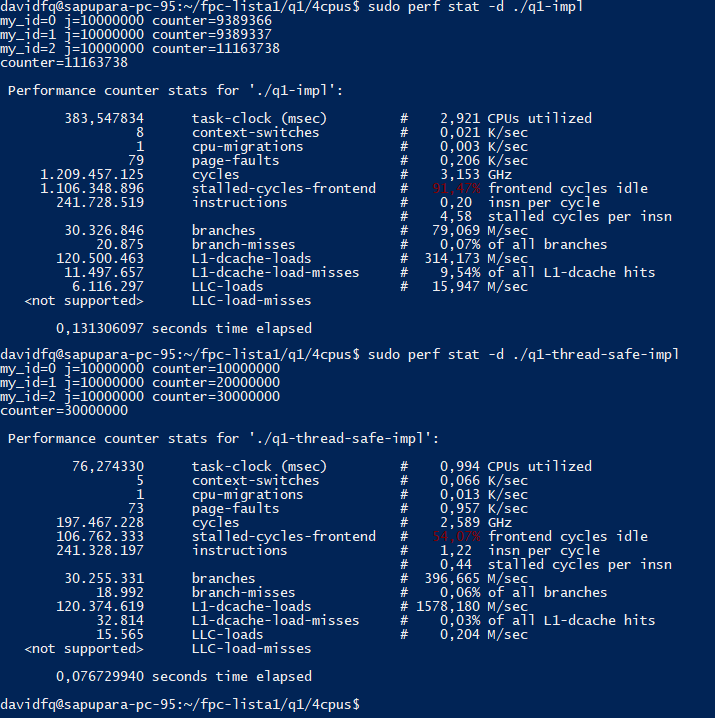 davidfq@sapupara-pc-95:~/fpc-lista1/q1/4cpus$ sudo perf stat -d ./q1-impl
my_id=0 j=10000000 counter=9389366
my_id=1 j=10000000 counter=9389337
my_id=2 j=10000000 counter=11163738
counter=11163738

 Performance counter stats for './q1-impl':

        383,547834      task-clock (msec)         #    2,921 CPUs utilized
                 8      context-switches          #    0,021 K/sec
                 1      cpu-migrations            #    0,003 K/sec
                79      page-faults               #    0,206 K/sec
     1.209.457.125      cycles                    #    3,153 GHz
     1.106.348.896      stalled-cycles-frontend   #   91,47% frontend cycles idle
       241.728.519      instructions              #    0,20  insn per cycle
                                                  #    4,58  stalled cycles per insn
        30.326.846      branches                  #   79,069 M/sec
            20.875      branch-misses             #    0,07% of all branches
       120.500.463      L1-dcache-loads           #  314,173 M/sec
        11.497.657      L1-dcache-load-misses     #    9,54% of all L1-dcache hits
         6.116.297      LLC-loads                 #   15,947 M/sec
   <not supported>      LLC-load-misses

       0,131306097 seconds time elapsed

davidfq@sapupara-pc-95:~/fpc-lista1/q1/4cpus$ sudo perf stat -d ./q1-thread-safe-impl
my_id=0 j=10000000 counter=10000000
my_id=1 j=10000000 counter=20000000
my_id=2 j=10000000 counter=30000000
counter=30000000

 Performance counter stats for './q1-thread-safe-impl':

         76,274330      task-clock (msec)         #    0,994 CPUs utilized
                 5      context-switches          #    0,066 K/sec
                 1      cpu-migrations            #    0,013 K/sec
                73      page-faults               #    0,957 K/sec
       197.467.228      cycles                    #    2,589 GHz
       106.762.333      stalled-cycles-frontend   #   54,07% frontend cycles idle
       241.328.197      instructions              #    1,22  insn per cycle
                                                  #    0,44  stalled cycles per insn
        30.255.331      branches                  #  396,665 M/sec
            18.992      branch-misses             #    0,06% of all branches
       120.374.619      L1-dcache-loads           # 1578,180 M/sec
            32.814      L1-dcache-load-misses     #    0,03% of all L1-dcache hits
            15.565      LLC-loads                 #    0,204 M/sec
   <not supported>      LLC-load-misses

       0,076729940 seconds time elapsed

davidfq@sapupara-pc-95:~/fpc-lista1/q1/4cpus$